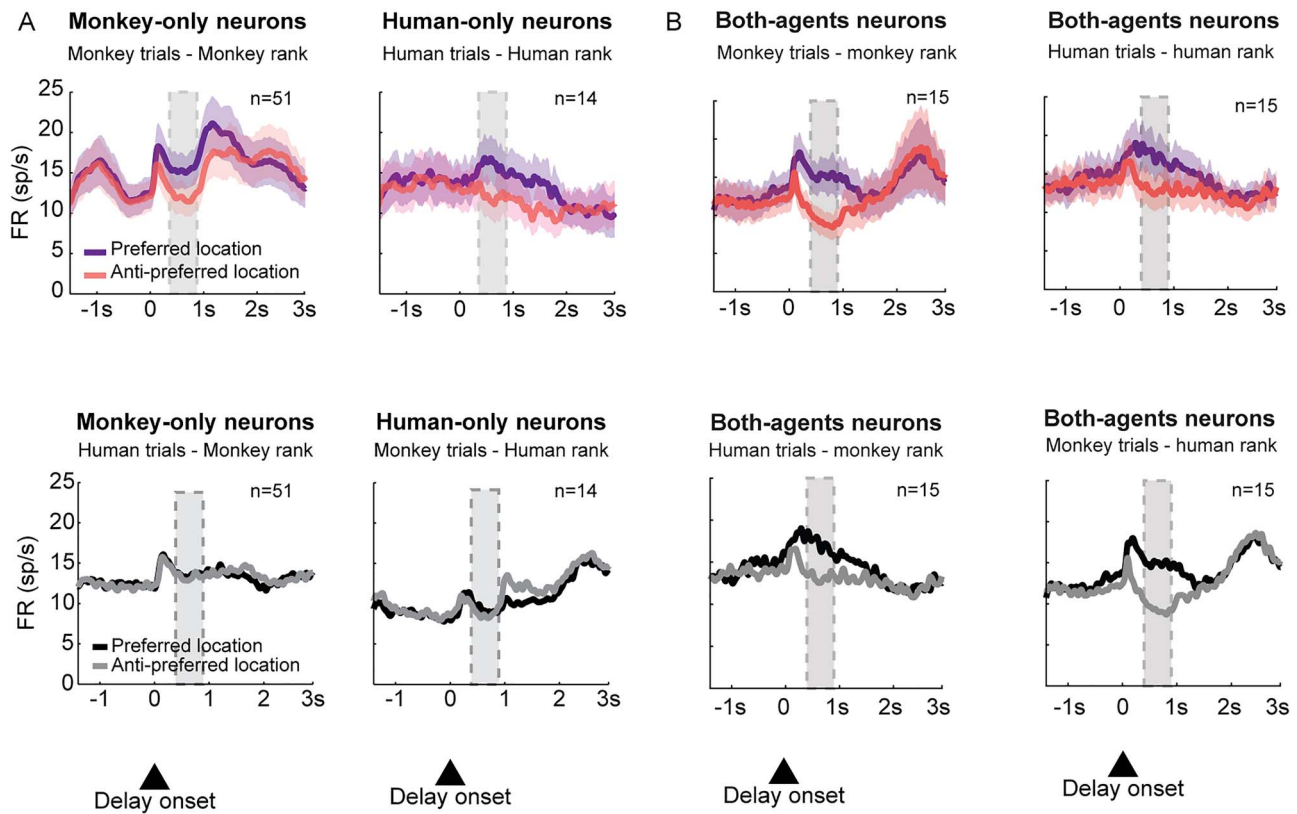 A
Monkey-only neurons
Monkey trials - Monkey rank
n=51
FR (sp/s)
25
20
15
10
5
0
Preferred location
Anti-preferred location
-1s
0
1s
2s
3s
Human-only neurons
Human trials - Human rank
n=14
-1s
0
1s
2s
3s
B
Both-agents neurons
Monkey trials - monkey rank
n=15
-1s
0
1s
2s
3s
Both-agents neurons
Human trials - human rank
n=15
-1s
0
1s
2s
3s
Monkey-only neurons
Human trials - Monkey rank
n=51
FR (sp/s)
25
20
15
10
5
0
Preferred location
Anti-preferred location
-1
0
1
2
3s
Delay onset
Human-only neurons
Monkey trials - Human rank
n=14
-1
0
1
2
3s
Delay onset
Both-agents neurons
Human trials - monkey rank
n=15
-1s
0
1s
2s
3s
Delay onset
Both-agents neurons
Monkey trials - human rank
n=15
-1s
0
1s
2s
3s
Delay onset